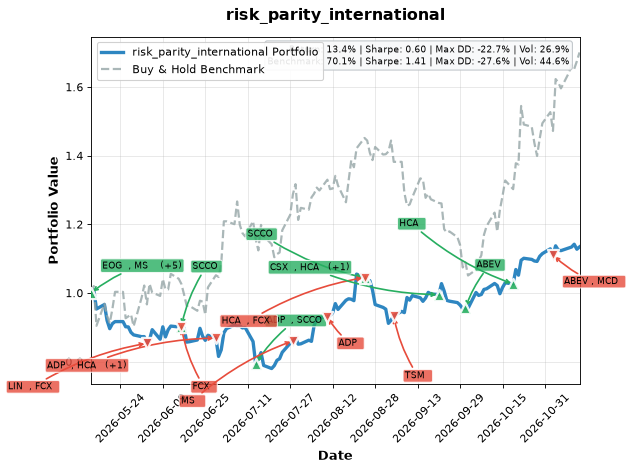 risk_parity_international
risk_parity_international Portfolio
Buy & Hold Benchmark
13.4% | Sharpe: 0.60 | Max DD: -22.7% | Vol: 26.9%
70.1% | Sharpe: 1.41 | Max DD: -27.6% | Vol: 44.6%
Portfolio Value
1.6
1.4
1.2
1.0
EOG , MS (+5)
SCCO
SCCO
CSX , HCA (+1)
HCA
ABEV
ABEV , MCD
HCA , FCX
, SCCO
ADP
ADP , HCA (+1)
LIN , FCX
FCX
MS
TSM
2026-05-24
2026-06-0
2026-06-25
2026-07-11
2026-07-27
2026-08-12
2026-08-28
2026-09-13
2026-09-29
2026-10-15
2026-10-31
Date